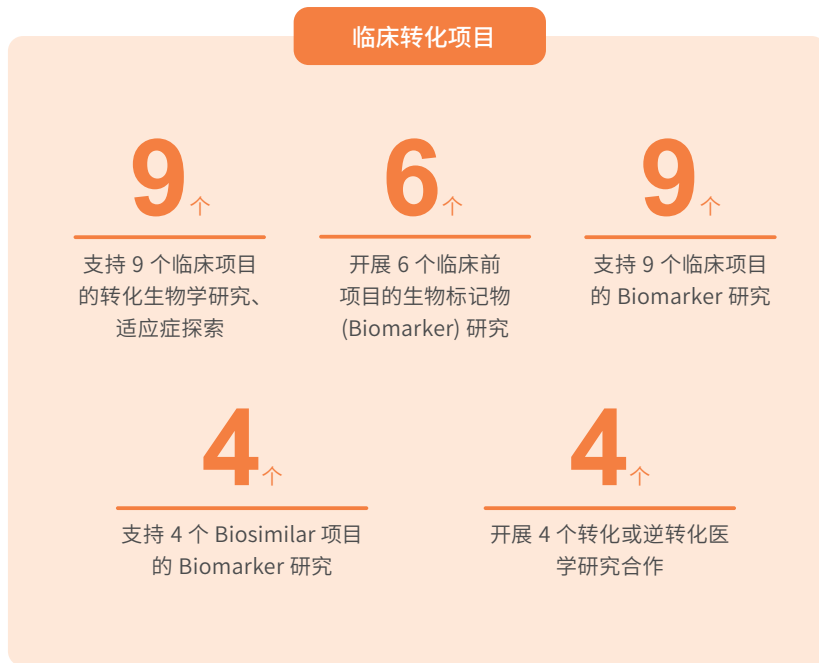 临床转化项目
9个
支持 9 个临床项目
的转化生物学研究、
适应症探索
6个
开展 6 个临床前
项目的生物标记物
(Biomarker) 研究
9个
支持 9 个临床项目
的 Biomarker 研究
4个
支持 4 个 Biosimilar 项目
的 Biomarker 研究
4个
开展 4 个转化或逆转化医
学研究合作